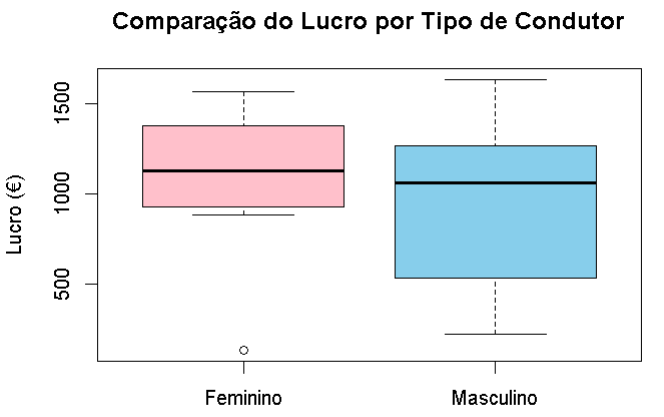 Comparação do Lucro por Tipo de Condutor
Lucro (€)
1500
1000
500
Feminino
Masculino